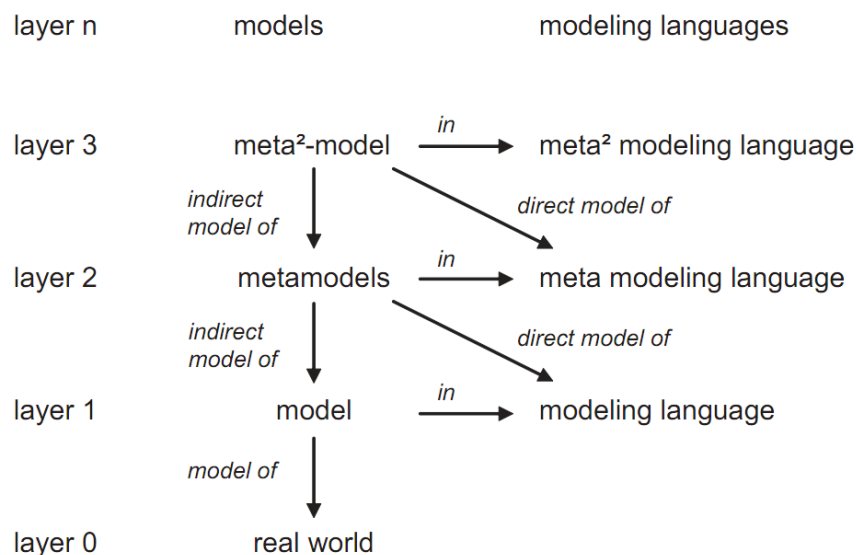 layer n models modeling languages
in
layer 3 meta²-model meta² modeling language
indirect
model of direct model of
in
layer 2 metamodels meta modeling language
indirect
model of direct model of
in
layer 1 model modeling language
model of
layer 0 real world